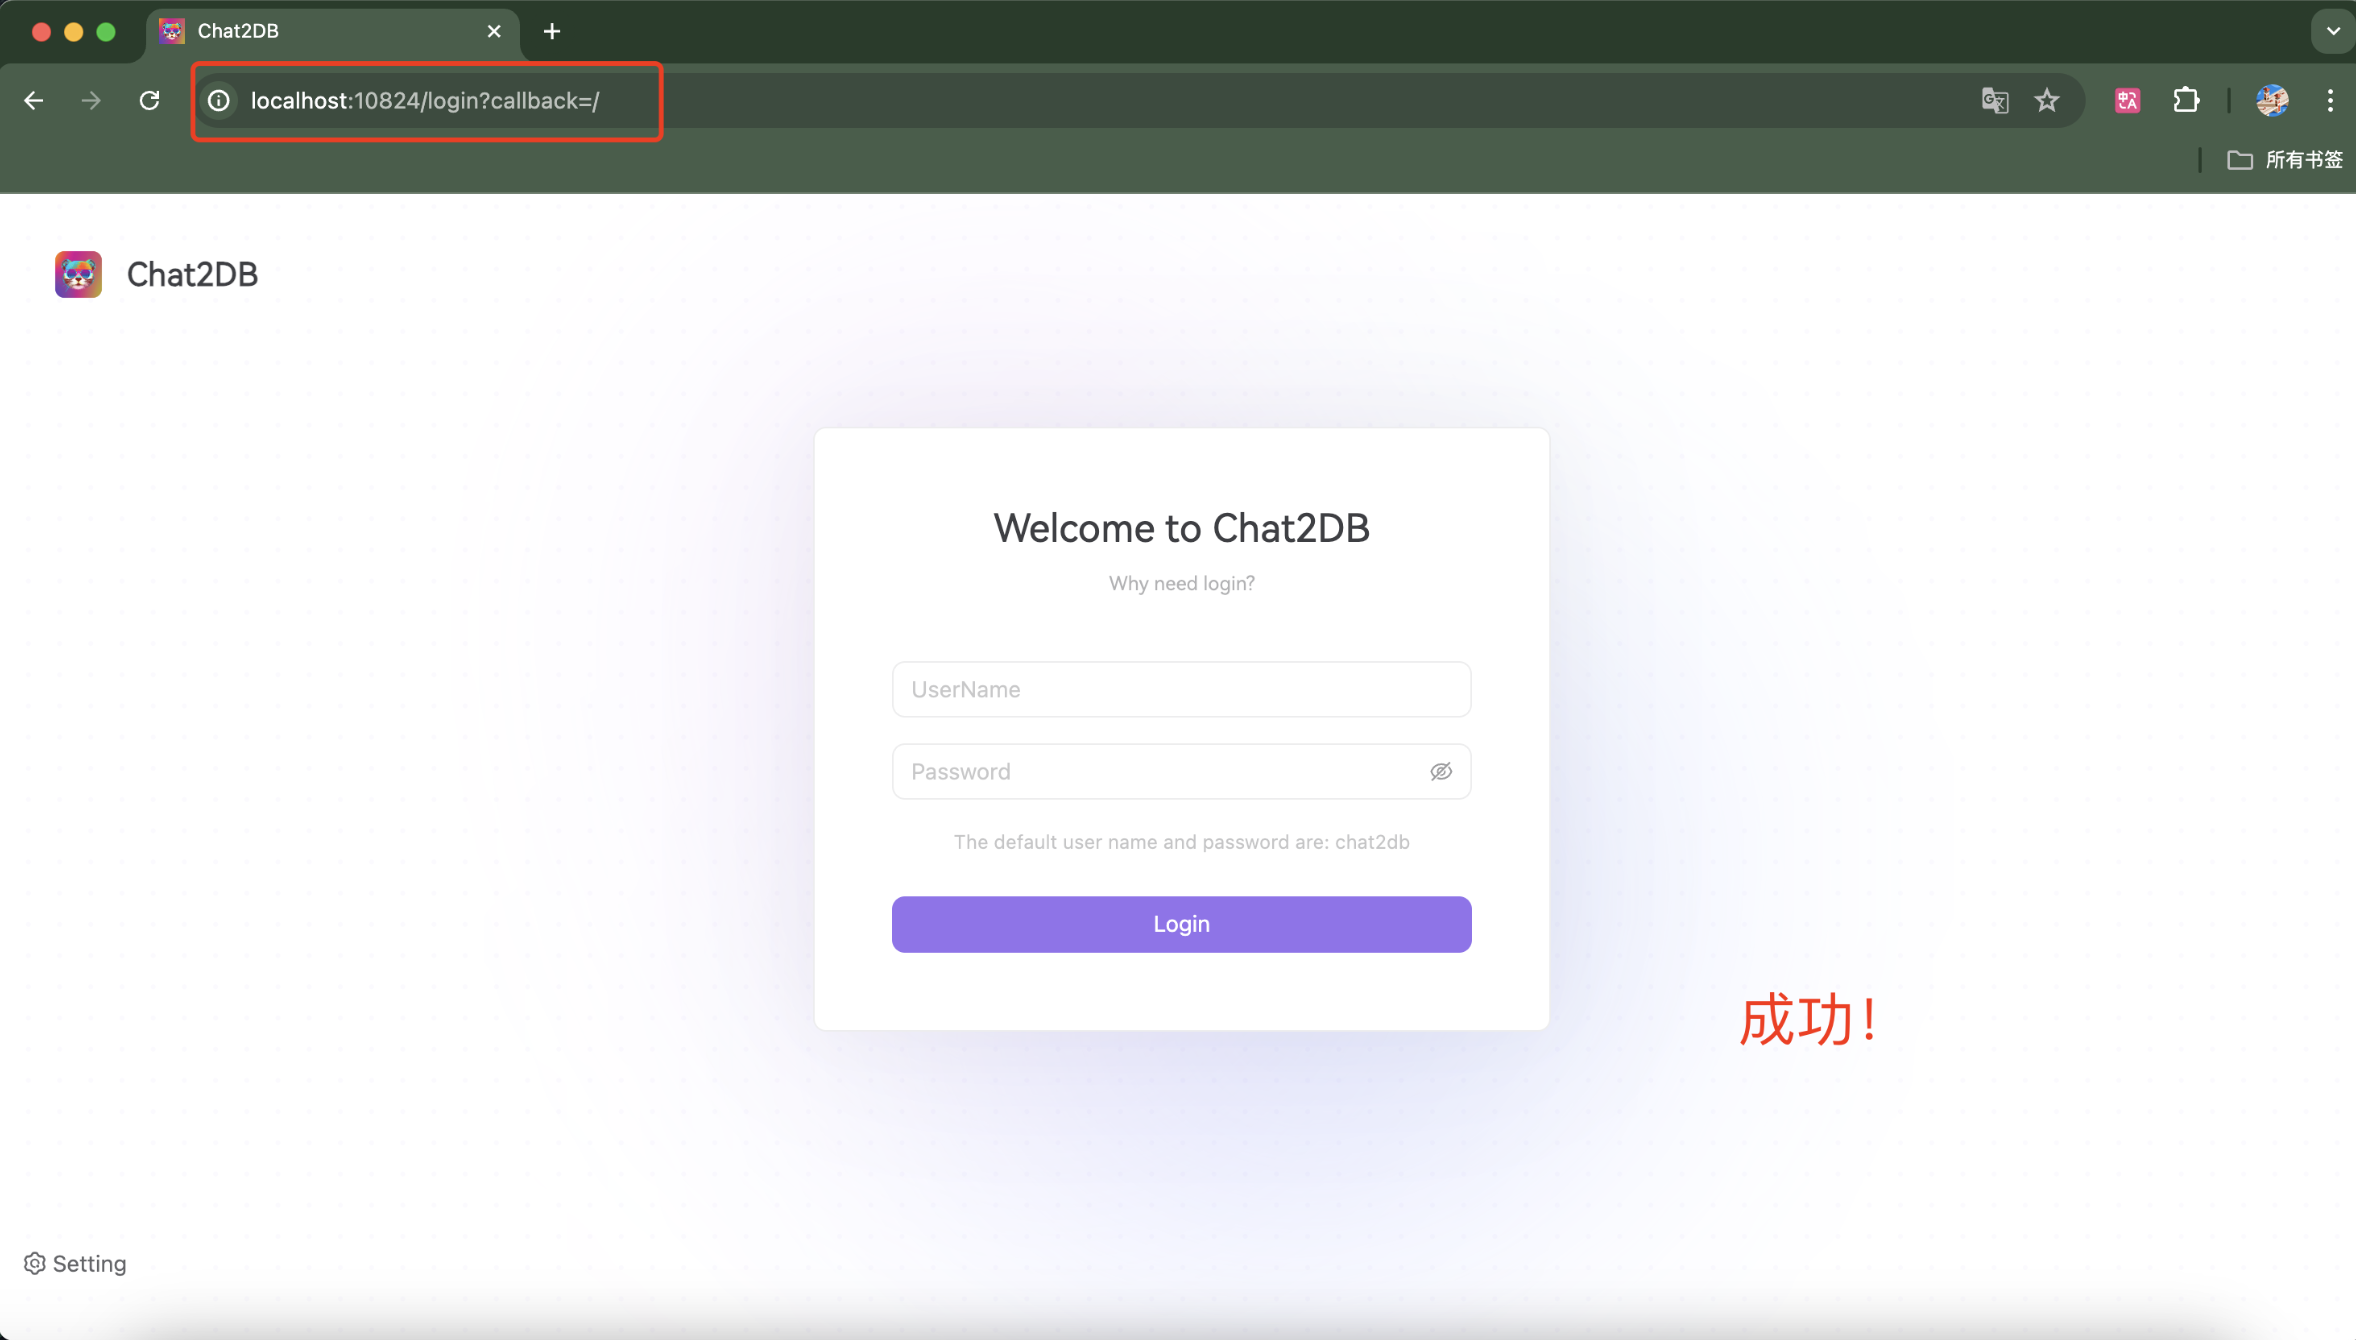 Chat2DB
localhost:10824/login?callback=/
所有书签
Chat2DB
Welcome to Chat2DB
Why need login?
UserName
Password
The default user name and password are: chat2db
Login
成功!
Setting